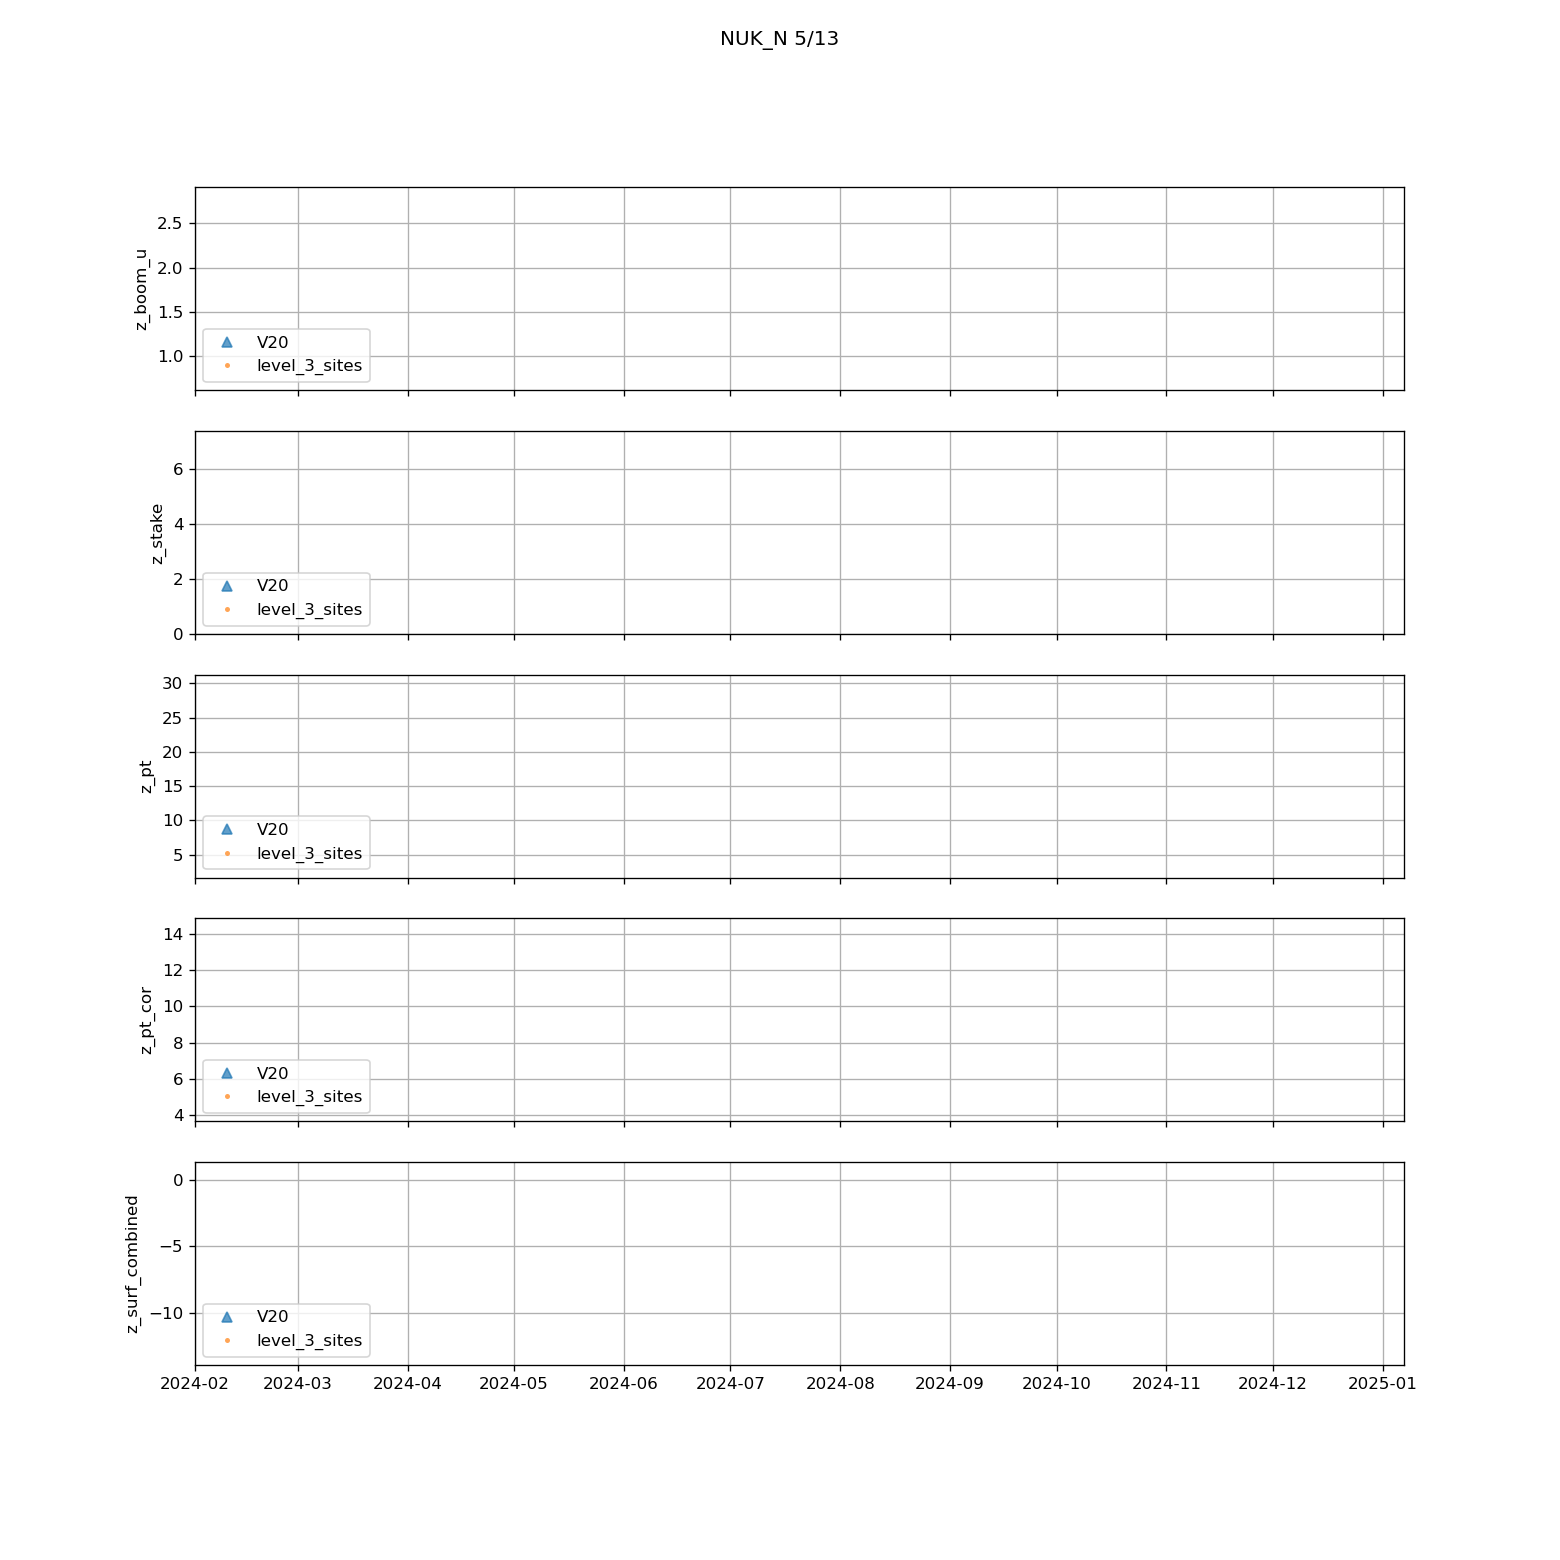 NUK_N 5/13
z_boom_u
2.5
2.0
1.5
1.0
V20
level_3_sites
z_stake
6
4
2
0
V20
level_3_sites
z_pt
30
25
20
15
10
5
V20
level_3_sites
z_pt_cor
14
12
10
8
6
4
V20
level_3_sites
z_surf_combined
0
−5
−10
V20
level_3_sites
2024-02 2024-03 2024-04 2024-05 2024-06 2024-07 2024-08 2024-09 2024-10 2024-11 2024-12 2025-01